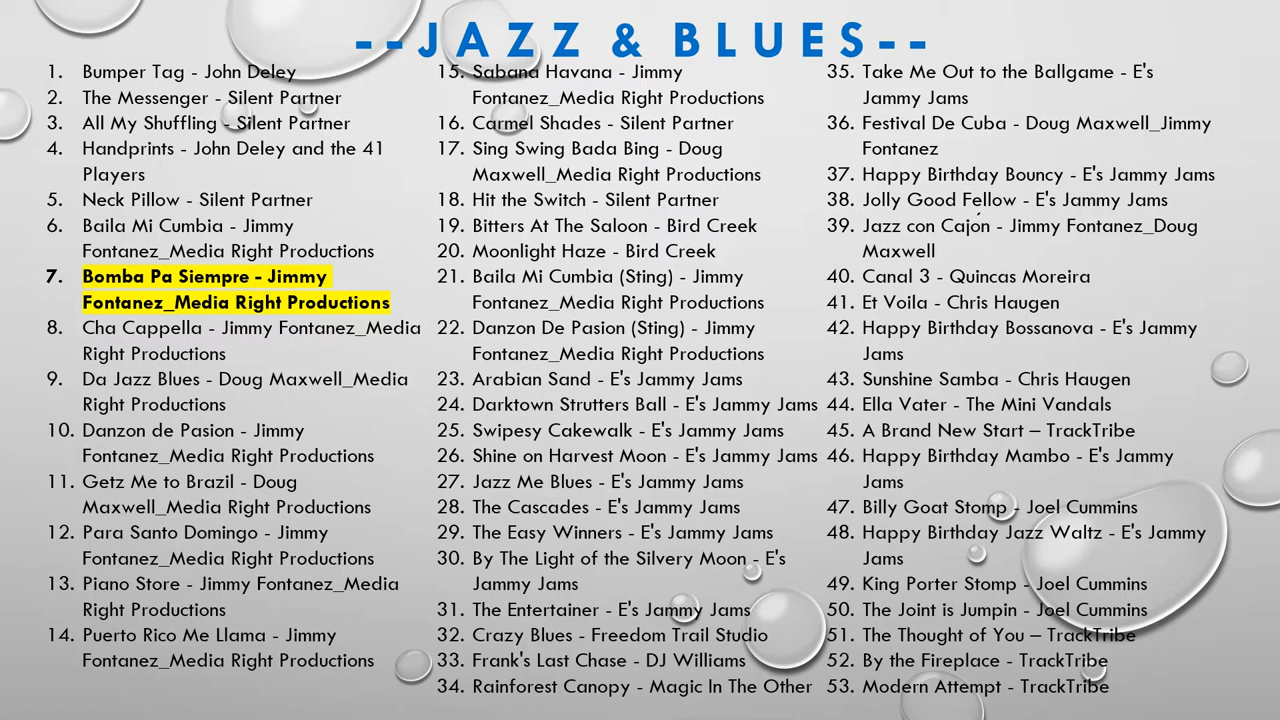 --JAZZ & BLUES--
1. Bumper Tag - John Deley
2. The Messenger - Silent Partner
3. All My Shuffling - Silent Partner
4. Handprints - John Deley and the 41
Players
5. Neck Pillow - Silent Partner
6. Baila Mi Cumbia - Jimmy
Fontanez_Media Right Productions
7. Bomba Pa Siempre - Jimmy
Fontanez_Media Right Productions
8. Cha Cappella - Jimmy Fontanez_Media
Right Productions
9. Da Jazz Blues - Doug Maxwell_Media
Right Productions
10. Danzon de Pasion - Jimmy
Fontanez_Media Right Productions
11. Getz Me to Brazil - Doug
Maxwell_Media Right Productions
12. Para Santo Domingo - Jimmy
Fontanez_Media Right Productions
13. Piano Store - Jimmy Fontanez_Media
Right Productions
14. Puerto Rico Me Llama - Jimmy
Fontanez_Media Right Productions
15. Sabana Havana - Jimmy
Fontanez_Media Right Productions
16. Carmel Shades - Silent Partner
17. Sing Swing Bada Bing - Doug
Maxwell_Media Right Productions
18. Hit the Switch - Silent Partner
19. Bitters At The Saloon - Bird Creek
20. Moonlight Haze - Bird Creek
21. Baila Mi Cumbia (Sting) - Jimmy
Fontanez_Media Right Productions
22. Danzon De Pasion (Sting) - Jimmy
Fontanez_Media Right Productions
23. Arabian Sand - E's Jammy Jams
24. Darktown Strutters Ball - E's Jammy Jams
25. Swipesy Cakewalk - E's Jammy Jams
26. Shine on Harvest Moon - E's Jammy Jams
27. Jazz Me Blues - E's Jammy Jams
28. The Cascades - E's Jammy Jams
29. The Easy Winners - E's Jammy Jams
30. By The Light of the Silvery Moon - E's
Jammy Jams
31. The Entertainer - E's Jammy Jams
32. Crazy Blues - Freedom Trail Studio
33. Frank's Last Chase - DJ Williams
34. Rainforest Canopy - Magic In The Other
35. Take Me Out to the Ballgame - E's
Jammy Jams
36. Festival De Cuba - Doug Maxwell_Jimmy
Fontanez
37. Happy Birthday Bouncy - E's Jammy Jams
38. Jolly Good Fellow - E's Jammy Jams
39. Jazz con Cajón - Jimmy Fontanez_Doug
Maxwell
40. Canal 3 - Quincas Moreira
41. Et Voila - Chris Haugen
42. Happy Birthday Bossanova - E's Jammy
Jams
43. Sunshine Samba - Chris Haugen
44. Ella Vater - The Mini Vandals
45. A Brand New Start – TrackTribe
46. Happy Birthday Mambo - E's Jammy
Jams
47. Billy Goat Stomp - Joel Cummins
48. Happy Birthday Jazz Waltz - E's Jammy
Jams
49. King Porter Stomp - Joel Cummins
50. The Joint is Jumpin - Joel Cummins
51. The Thought of You – TrackTribe
52. By the Fireplace - TrackTribe
53. Modern Attempt - TrackTribe